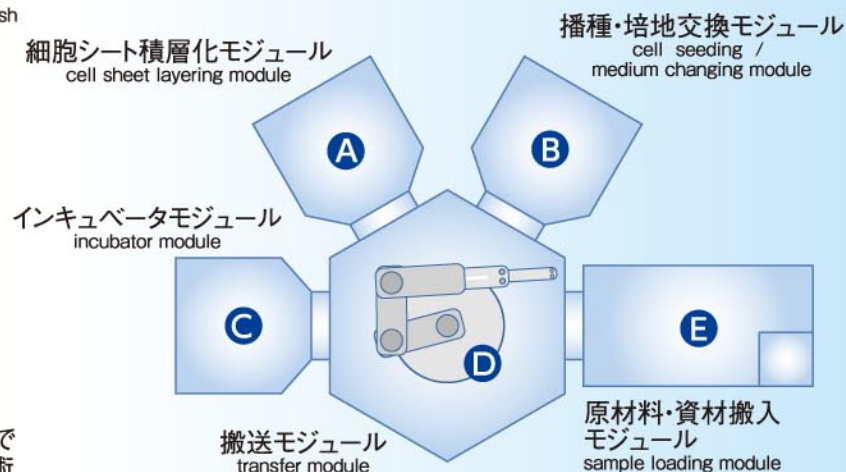 sh
細胞シート積層化モジュール
cell sheet layering module
播種・培地交換モジュール
cell seeding /
medium changing module
A
B
インキュベータモジュール
incubator module
C
D
E
搬送モジュール
transfer module
原材料・資材搬入
モジュール
sample loading module
で